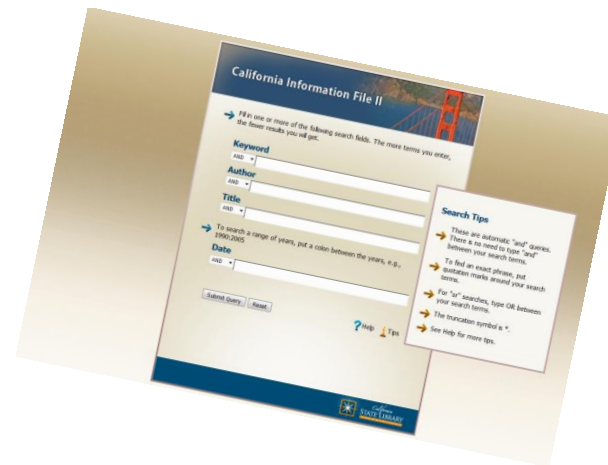 California Information File II
Fill in one or more of the following search fields. The more terms you enter,
the fewer results you will get.
Keyword
AND
Author
AND
Title
AND
To search a range of years, put a colon between the years, e.g.,
1990:2005
Date
AND
Submit Query Reset
? Help Tips
California
STATE LIBRARY
Search Tips
These are automatic "and" queries.
There is no need to type "and"
between your search terms.
To find an exact phrase, put
quotation marks around your search
terms.
For "or" searches, type OR between
your search terms.
The truncation symbol is *.
See Help for more tips.